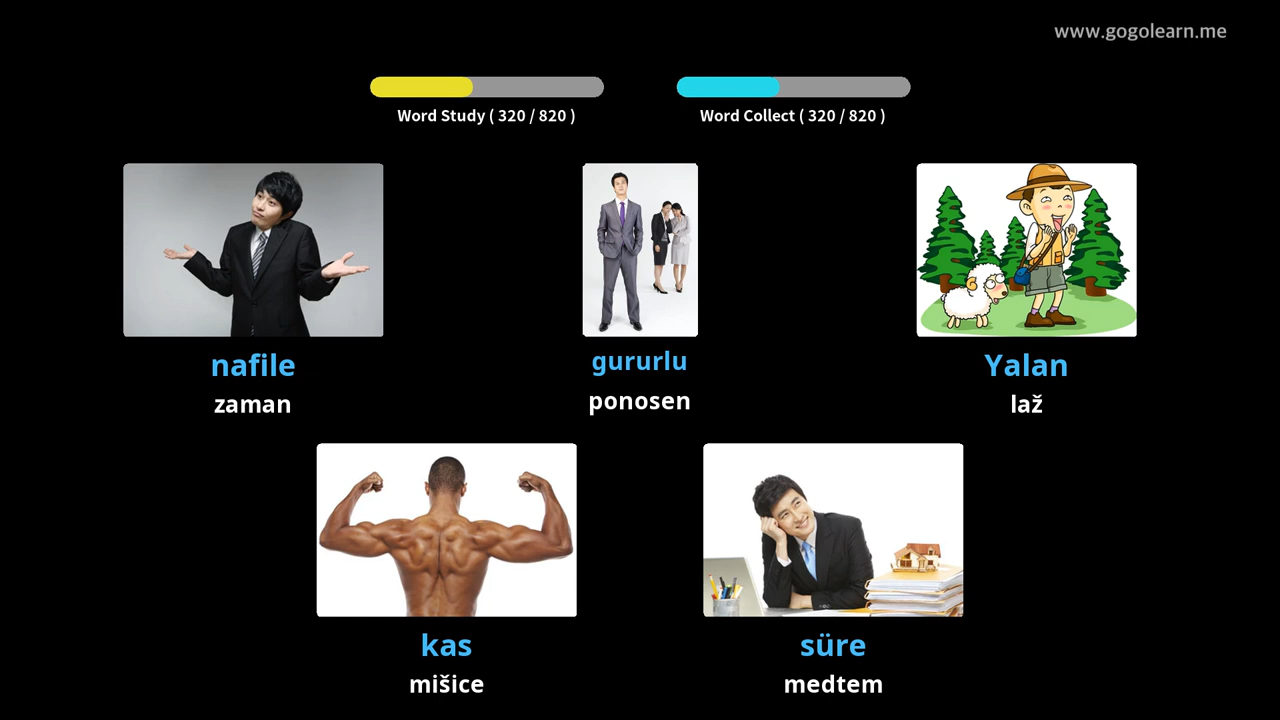 www.gogolearn.me
Word Study ( 320 / 820 )
Word Collect ( 320 / 820 )
nafile
zaman
gururlu
ponosen
Yalan
laž
kas
mišice
süre
medtem